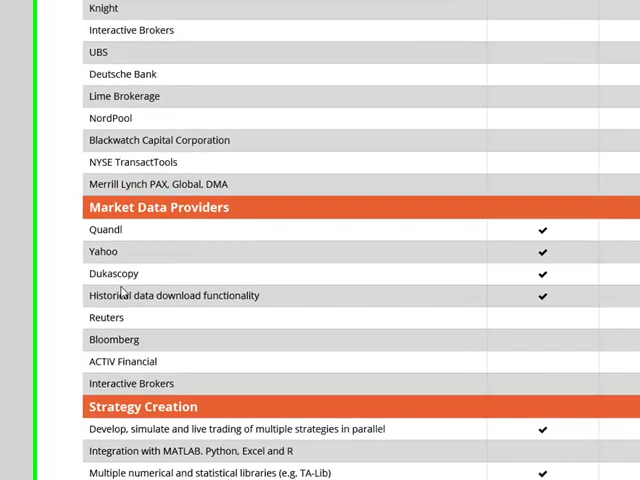 Knight
Interactive Brokers
UBS
Deutsche Bank
Lime Brokerage
NordPool
Blackwatch Capital Corporation
NYSE TransactTools
Merrill Lynch PAX, Global, DMA
Market Data Providers
Quandl
Yahoo
Dukascopy
Historical data download functionality
Reuters
Bloomberg
ACTIV Financial
Interactive Brokers
Strategy Creation
Develop, simulate and live trading of multiple strategies in parallel
Integration with MATLAB. Python, Excel and R
Multiple numerical and statistical libraries (e.g. TA-Lib)